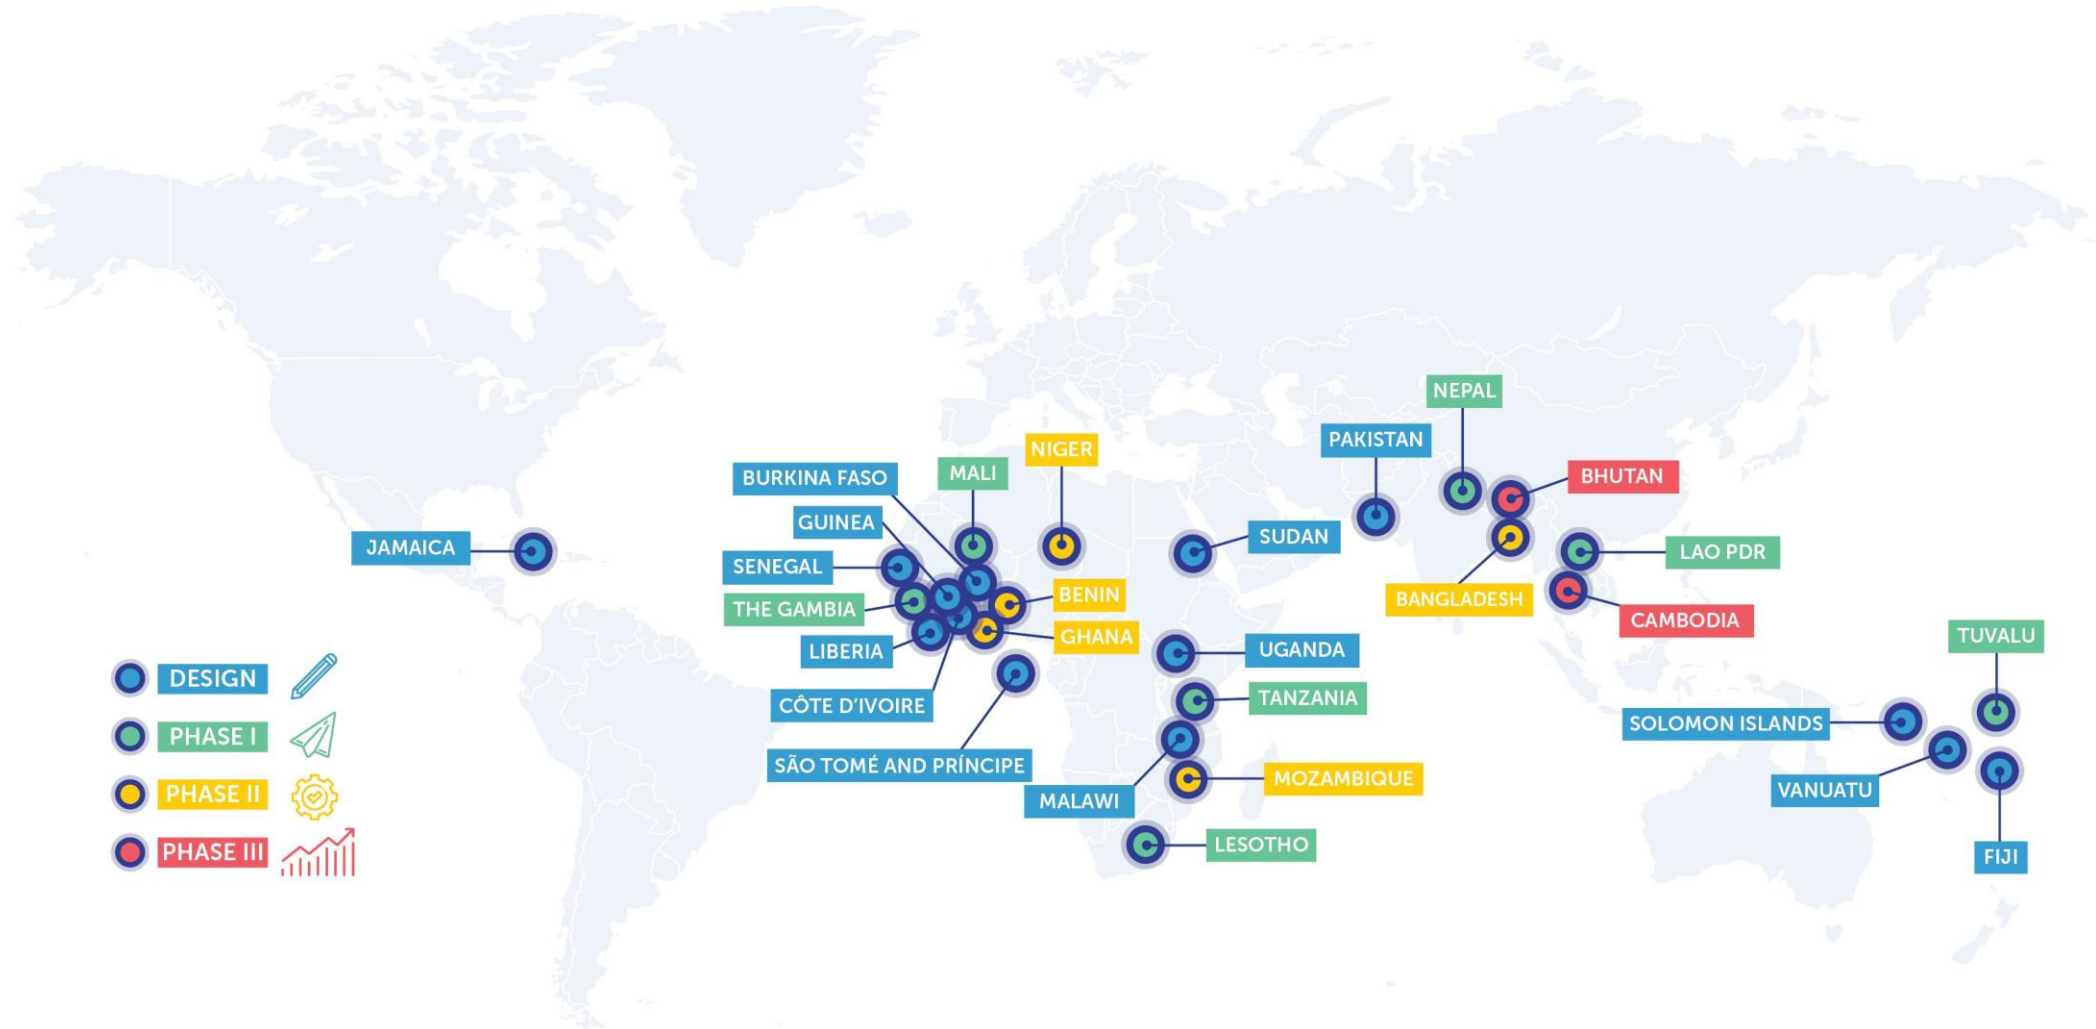 NEPAL
PAKISTAN
NIGER
MALI
BURKINA FASO
BHUTAN
GUINEA
SUDAN
JAMAICA
LAO PDR
SENEGAL
BENIN
BANGLADESH
THE GAMBIA
CAMBODIA
GHANA
TUVALU
LIBERIA
UGANDA
DESIGN
TANZANIA
CÔTE D'IVOIRE
SOLOMON ISLANDS
PHASE I
SÃO TOMÉ AND PRÍNCIPE
MOZAMBIQUE
VANUATU
PHASE II
MALAWI
LESOTHO
PHASE III
FIJI